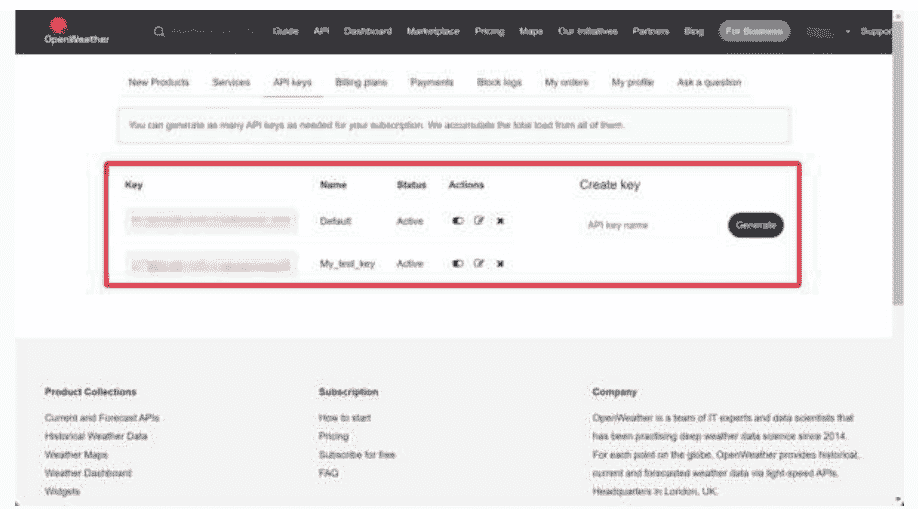 OpenWeather
Guide API Dashboard Marketplace Pricing Maps Our Initiatives Partners Blog For Business Support
New Products Services API keys Billing plans Payments Block logs My orders My profile Ask a question
You can generate as many API keys as needed for your subscription. We accumulate the total load from all of them.
Key Name Status Actions Create key
Default Active API key name Generate
My_test_key Active
Product Collections Subscription Company
Current and Forecast APIs How to start OpenWeather is a team of IT experts and data scientists that
Historical Weather Data Pricing has been practising deep weather data science since 2014.
Weather Maps Subscribe for free For each point on the globe, OpenWeather provides historical,
Weather Dashboard FAQ current and forecasted weather data via light-speed APIs.
Widgets Headquarters in London, UK.